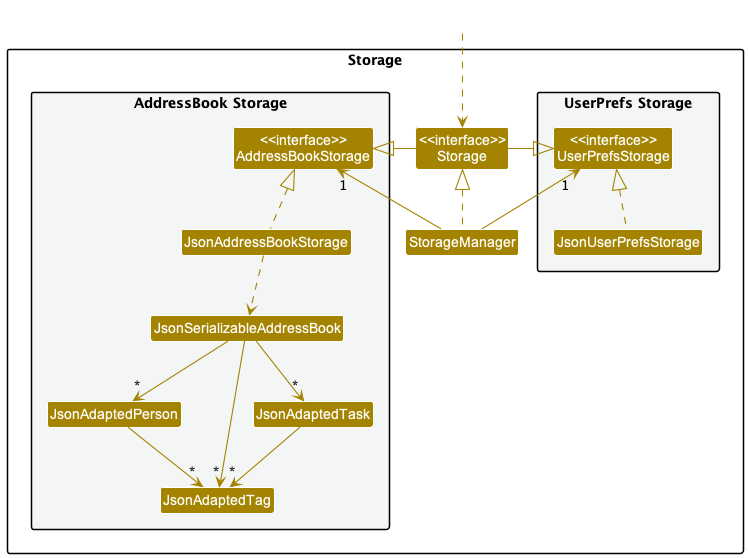 Storage
AddressBook Storage
UserPrefs Storage
<<interface>>
AddressBookStorage
<<interface>>
Storage
<<interface>>
UserPrefsStorage
1
1
JsonAddressBookStorage
StorageManager
JsonUserPrefsStorage
JsonSerializableAddressBook
*
*
JsonAdaptedPerson
JsonAdaptedTask
*
*
*
JsonAdaptedTag